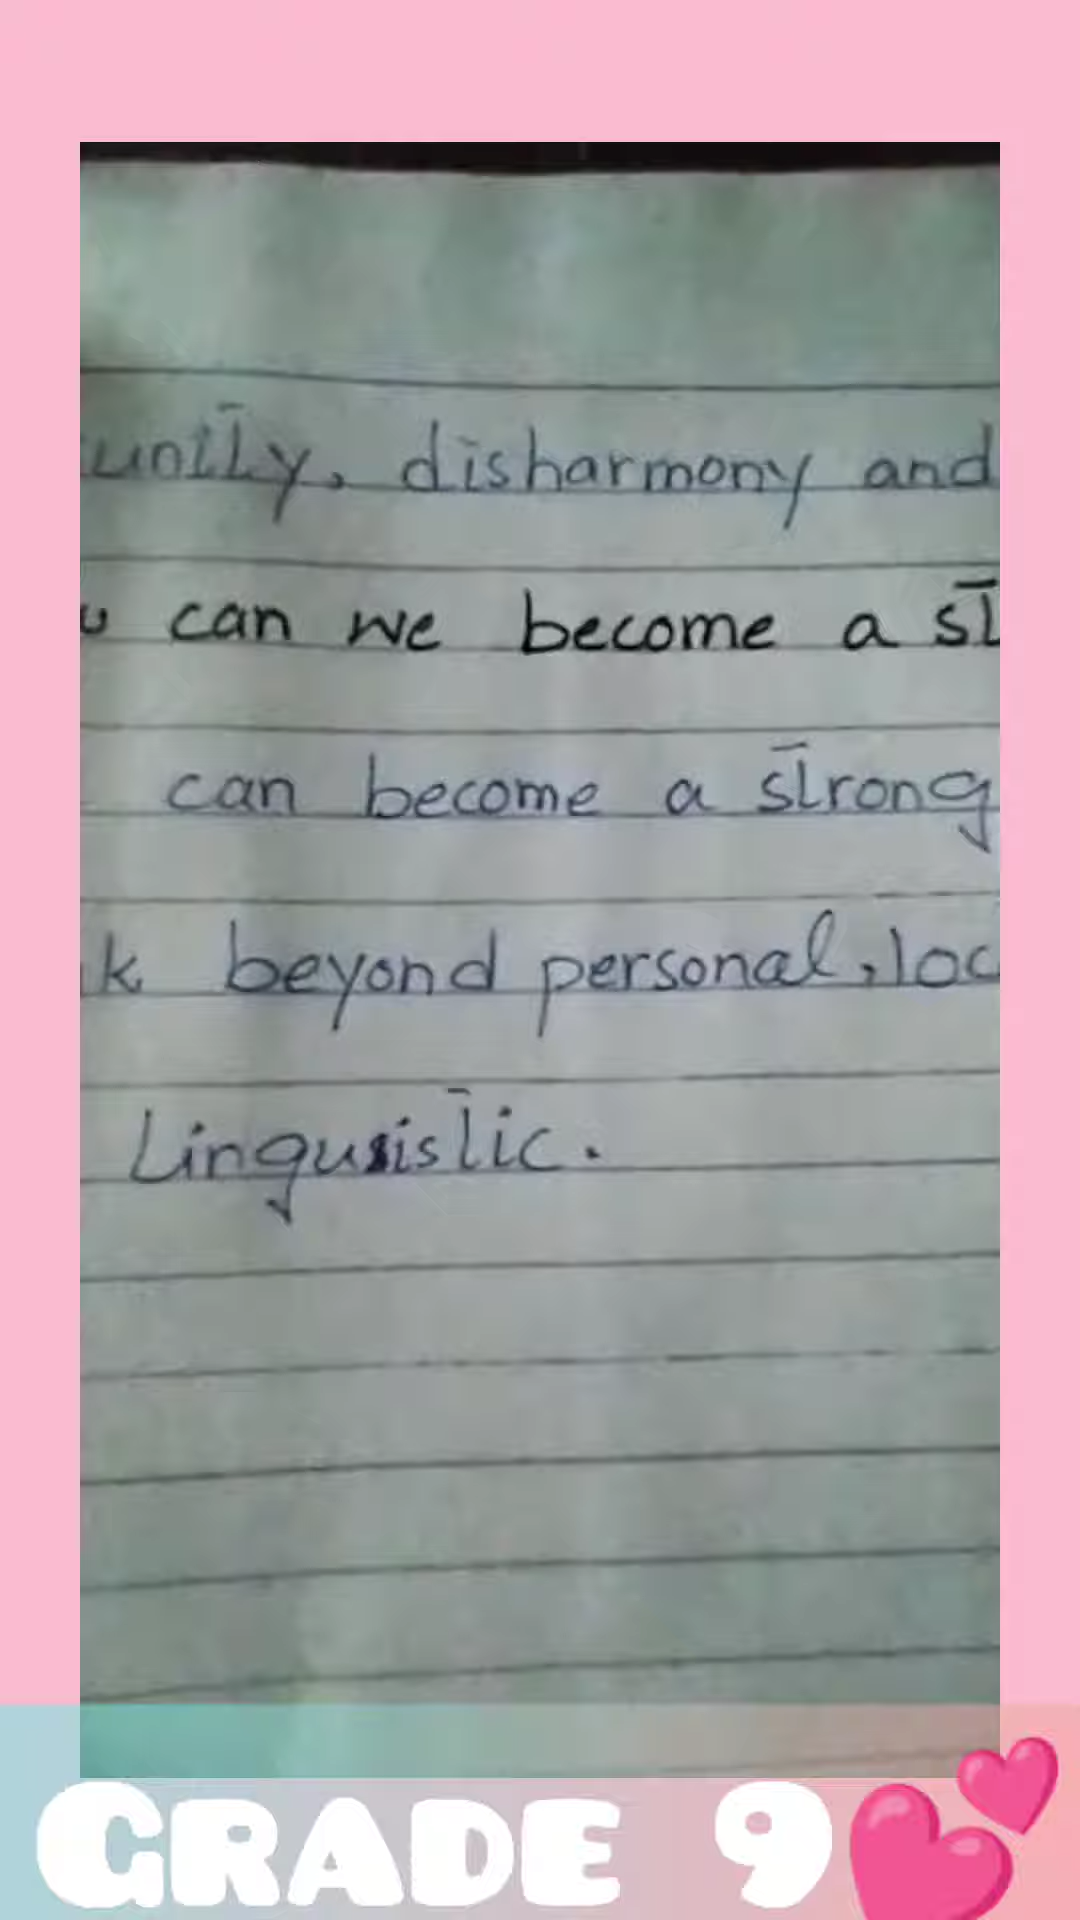 unity, disharmony and
can we become a st
can become a strong
k beyond personal, loc
Linguistic.
GRADE 9